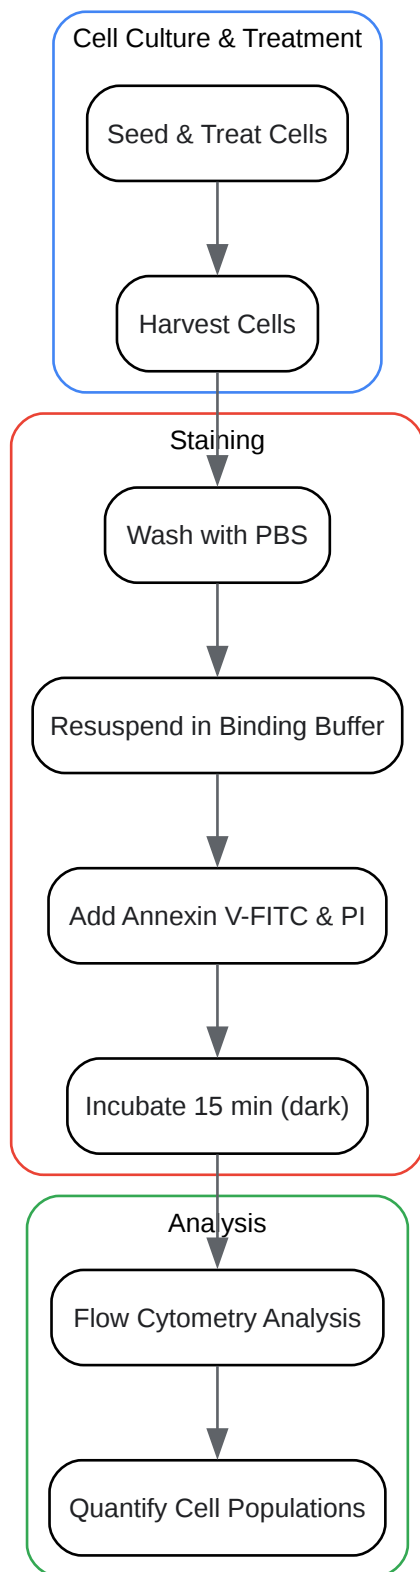 Cell Culture & Treatment
Seed & Treat Cells
Harvest Cells
Staining
Wash with PBS
Resuspend in Binding Buffer
Add Annexin V-FITC & PI
Incubate 15 min (dark)
Analysis
Flow Cytometry Analysis
Quantify Cell Populations